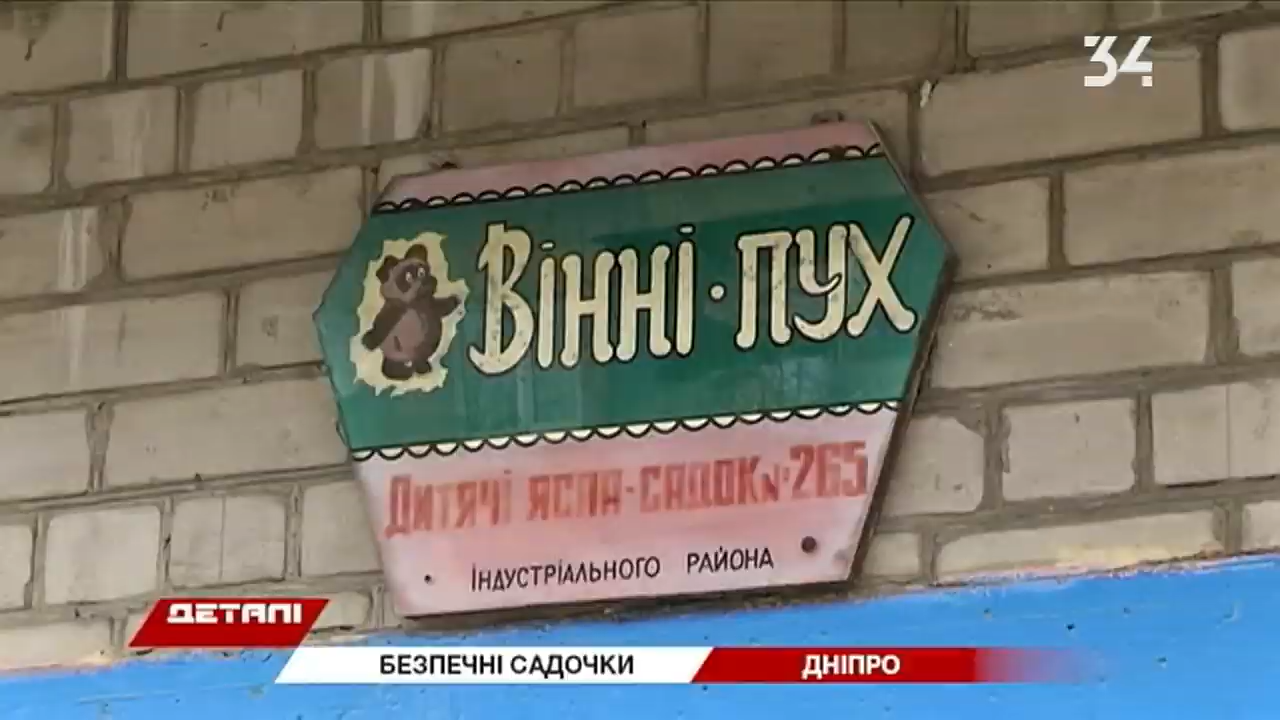 34
Вінні·пух
Дитячі ясла-садок № 265
індустріального района
ДЕТАЛІ
БЕЗПЕЧНІ САДОЧКИ
ДНІПРО